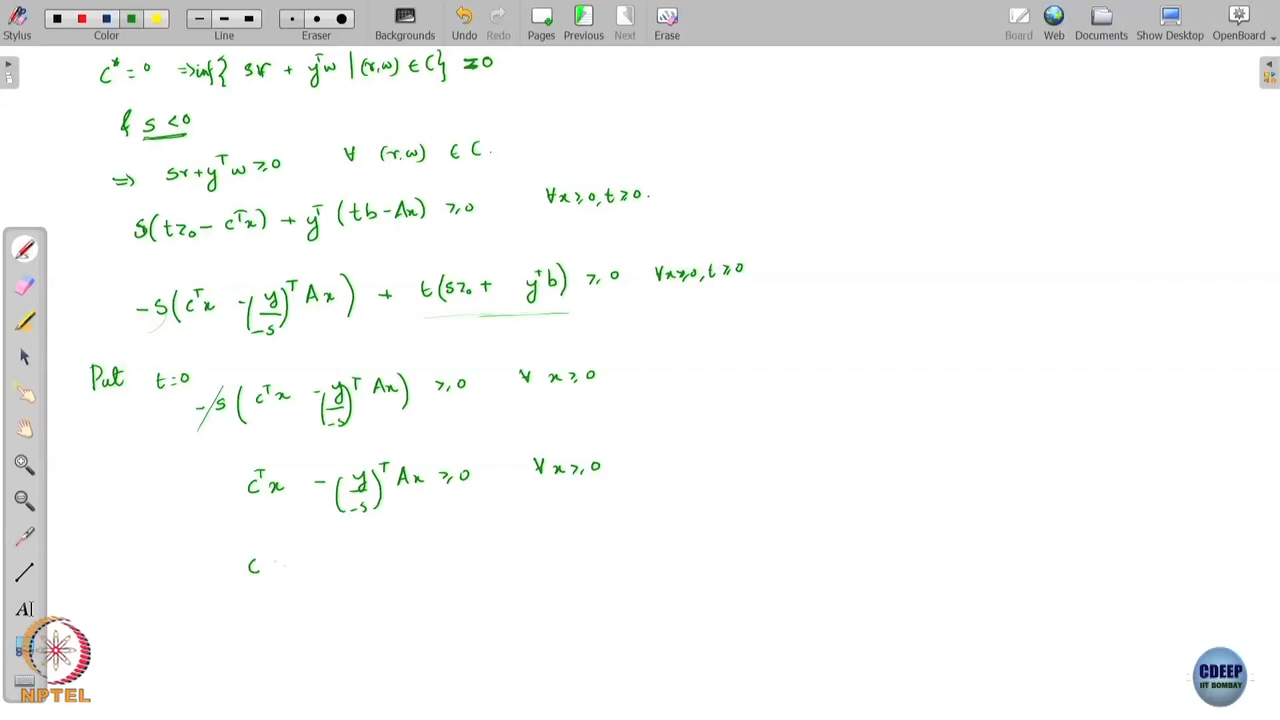 Stylus Color Line Eraser Backgrounds Undo Redo Pages Previous Next Erase Board Web Documents Show Desktop OpenBoard
c* = 0 ⇒ inf{ sr + yᵀw | (r,w) ∈ C} = 0
& s < 0
⇒ sr + yᵀw ≥ 0 ∀ (r,w) ∈ C.
s(tz₀ - cᵀx) + yᵀ(tb - Ax) ≥ 0 ∀x ≥ 0, t ≥ 0.
-s(cᵀx - (y/-s)ᵀ Ax) + t(sz₀ + yᵀb) ≥ 0 ∀x ≥ 0, t ≥ 0
Put t=0
-s(cᵀx - (y/-s)ᵀ Ax) ≥ 0 ∀ x ≥ 0
cᵀx - (y/-s)ᵀ Ax ≥ 0 ∀ x ≥ 0
C
NPTEL
CDEEP
IIT BOMBAY